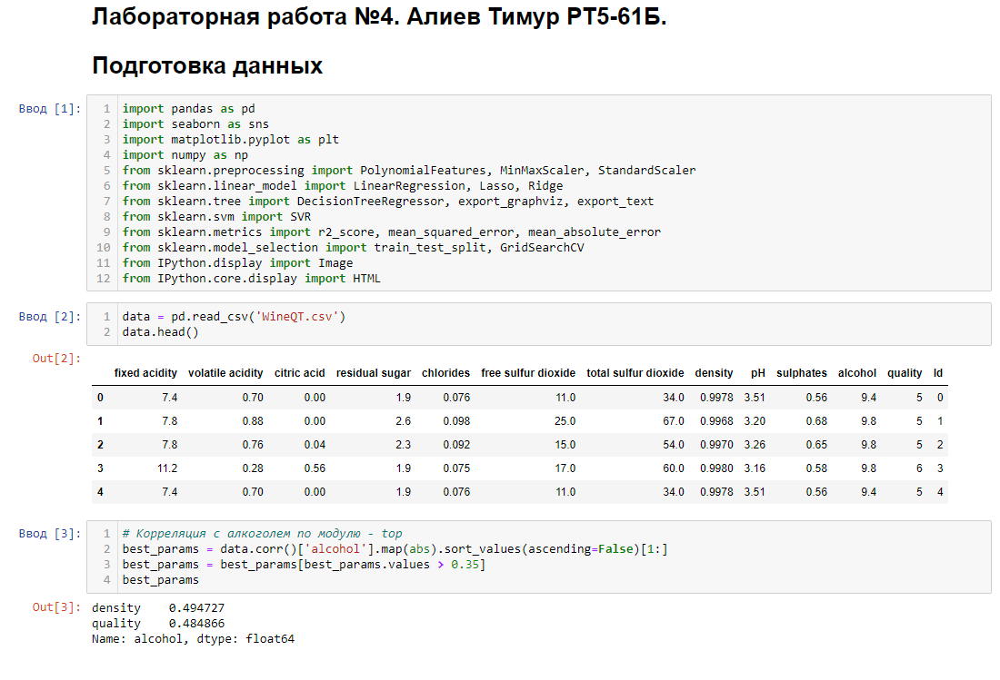 Лабораторная работа №4. Алиев Тимур РТ5-61Б.
Подготовка данных
Ввод [1]:
1 import pandas as pd
2 import seaborn as sns
3 import matplotlib.pyplot as plt
4 import numpy as np
5 from sklearn.preprocessing import PolynomialFeatures, MinMaxScaler, StandardScaler
6 from sklearn.linear_model import LinearRegression, Lasso, Ridge
7 from sklearn.tree import DecisionTreeRegressor, export_graphviz, export_text
8 from sklearn.svm import SVR
9 from sklearn.metrics import r2_score, mean_squared_error, mean_absolute_error
10 from sklearn.model_selection import train_test_split, GridSearchCV
11 from IPython.display import Image
12 from IPython.core.display import HTML
Ввод [2]:
1 data = pd.read_csv('WineQT.csv')
2 data.head()
Out[2]:
fixed acidity volatile acidity citric acid residual sugar chlorides free sulfur dioxide total sulfur dioxide density pH sulphates alcohol quality Id
0 7.4 0.70 0.00 1.9 0.076 11.0 34.0 0.9978 3.51 0.56 9.4 5 0
1 7.8 0.88 0.00 2.6 0.098 25.0 67.0 0.9968 3.20 0.68 9.8 5 1
2 7.8 0.76 0.04 2.3 0.092 15.0 54.0 0.9970 3.26 0.65 9.8 5 2
3 11.2 0.28 0.56 1.9 0.075 17.0 60.0 0.9980 3.16 0.58 9.8 6 3
4 7.4 0.70 0.00 1.9 0.076 11.0 34.0 0.9978 3.51 0.56 9.4 5 4
Ввод [3]:
1 # Корреляция с алкоголем по модулю - top
2 best_params = data.corr()['alcohol'].map(abs).sort_values(ascending=False)[1:]
3 best_params = best_params[best_params.values > 0.35]
4 best_params
Out[3]:
density 0.494727
quality 0.484866
Name: alcohol, dtype: float64